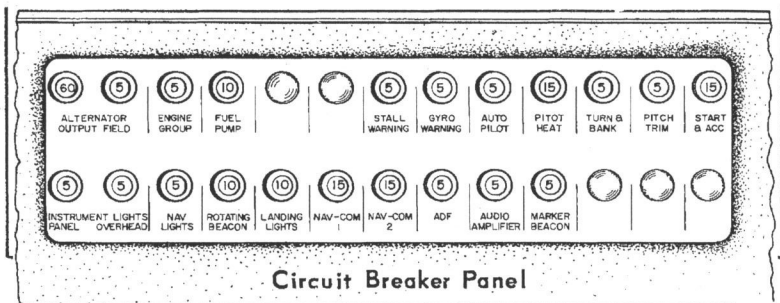 60 5 5 10 5 5 5 15 5 5 15
ALTERNATOR ENGINE FUEL STALL GYRO AUTO PITOT TURN & PITCH START
OUTPUT FIELD GROUP PUMP WARNING WARNING PILOT HEAT BANK TRIM & ACC
5 5 5 10 10 15 15 5 5 5
INSTRUMENT LIGHTS NAV ROTATING LANDING NAV-COM NAV-COM ADF AUDIO MARKER
PANEL OVERHEAD LIGHTS BEACON LIGHTS 1 2 AMPLIFIER BEACON
Circuit Breaker Panel